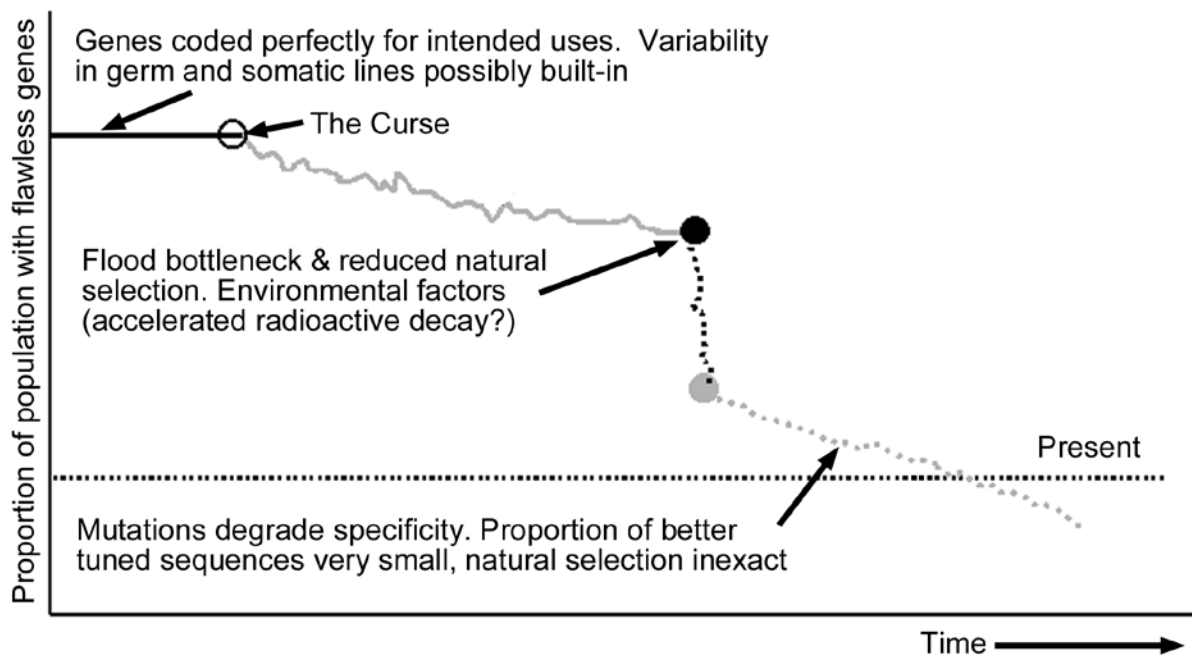 Proportion of population with flawless genes
Genes coded perfectly for intended uses.  Variability
in germ and somatic lines possibly built-in
The Curse
Flood bottleneck & reduced natural
selection. Environmental factors
(accelerated radioactive decay?)
Present
Mutations degrade specificity. Proportion of better
tuned sequences very small, natural selection inexact
Time